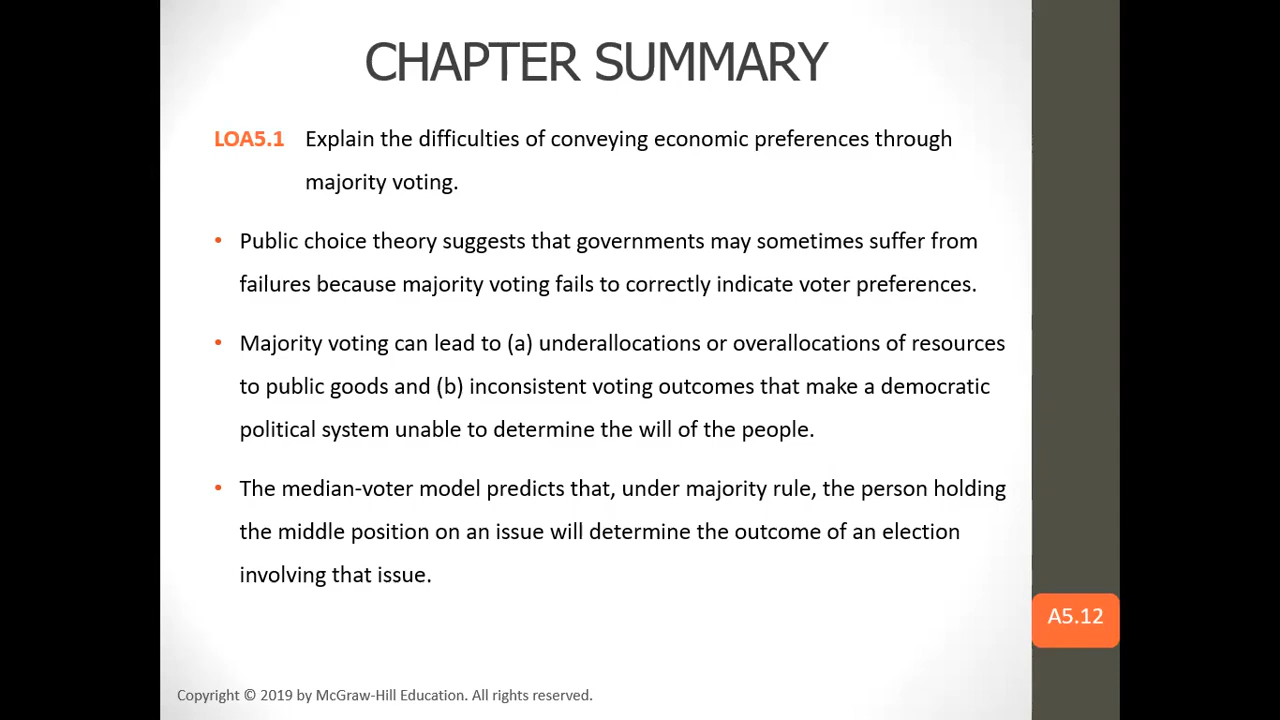 CHAPTER SUMMARY
LOA5.1 Explain the difficulties of conveying economic preferences through
majority voting.
• Public choice theory suggests that governments may sometimes suffer from
failures because majority voting fails to correctly indicate voter preferences.
• Majority voting can lead to (a) underallocations or overallocations of resources
to public goods and (b) inconsistent voting outcomes that make a democratic
political system unable to determine the will of the people.
• The median-voter model predicts that, under majority rule, the person holding
the middle position on an issue will determine the outcome of an election
involving that issue.
A5.12
Copyright © 2019 by McGraw-Hill Education. All rights reserved.